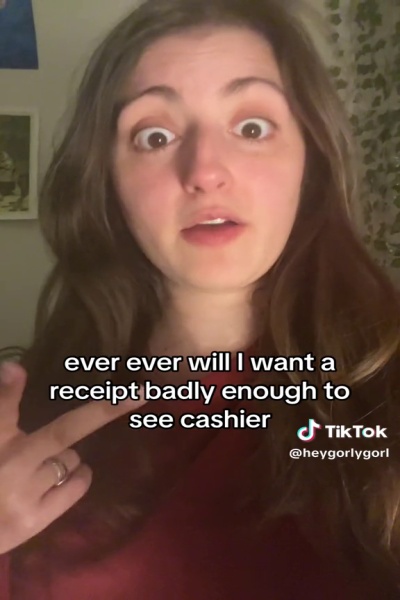 ever ever will I want a
receipt badly enough to
see cashier
TikTok
@heygorlygorl